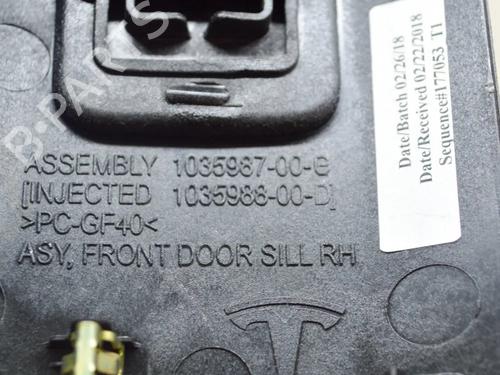 B-PARTS
ASSEMBLY 1035987-00-G
[INJECTED 1035988-00-D]
>PC-GF40<
ASY, FRONT DOOR SILL RH
Date/Batch 02/26/18
Date/Received 02/22/2018
Sequence#177053 T1